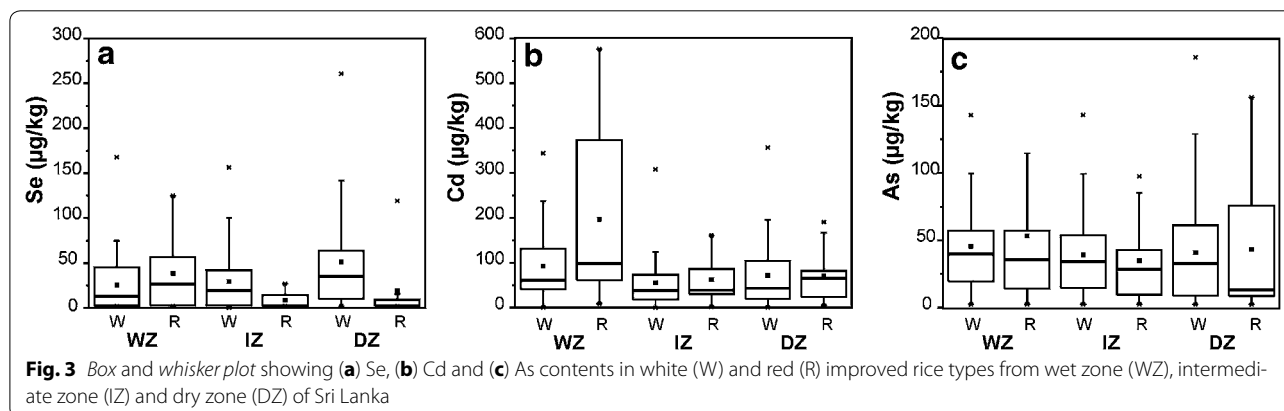 a
b
c
Se (µg/kg)
300
250
200
150
100
50
0
W R W R W R
WZ IZ DZ
Cd (µg/kg)
600
500
400
300
200
100
0
W R W R W R
WZ IZ DZ
As (µg/kg)
200
150
100
50
0
W R W R W R
WZ IZ DZ
Fig. 3 Box and whisker plot showing (a) Se, (b) Cd and (c) As contents in white (W) and red (R) improved rice types from wet zone (WZ), intermedi-
ate zone (IZ) and dry zone (DZ) of Sri Lanka